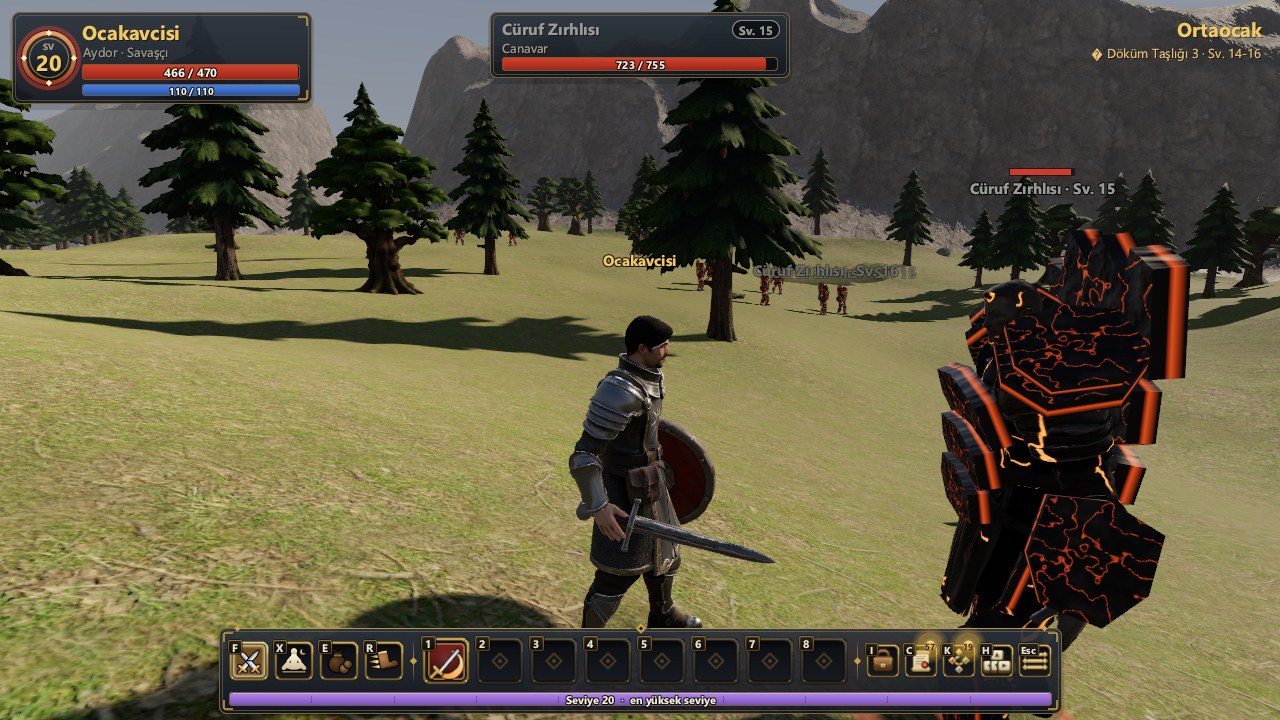 Ocakavcisi
SV
20
Aydor · Savaşçı
466 / 470
110 / 110
Cüruf Zırhlısı
Sv. 15
Canavar
723 / 755
Ortaocak
Döküm Taşlığı 3 · Sv. 14-16
Cüruf Zırhlısı · Sv. 15
Ocakavcisi
F
X
E
R
1
2
3
4
5
6
7
8
I
C
57
K
19
H
Esc
Seviye 20 · en yüksek seviye